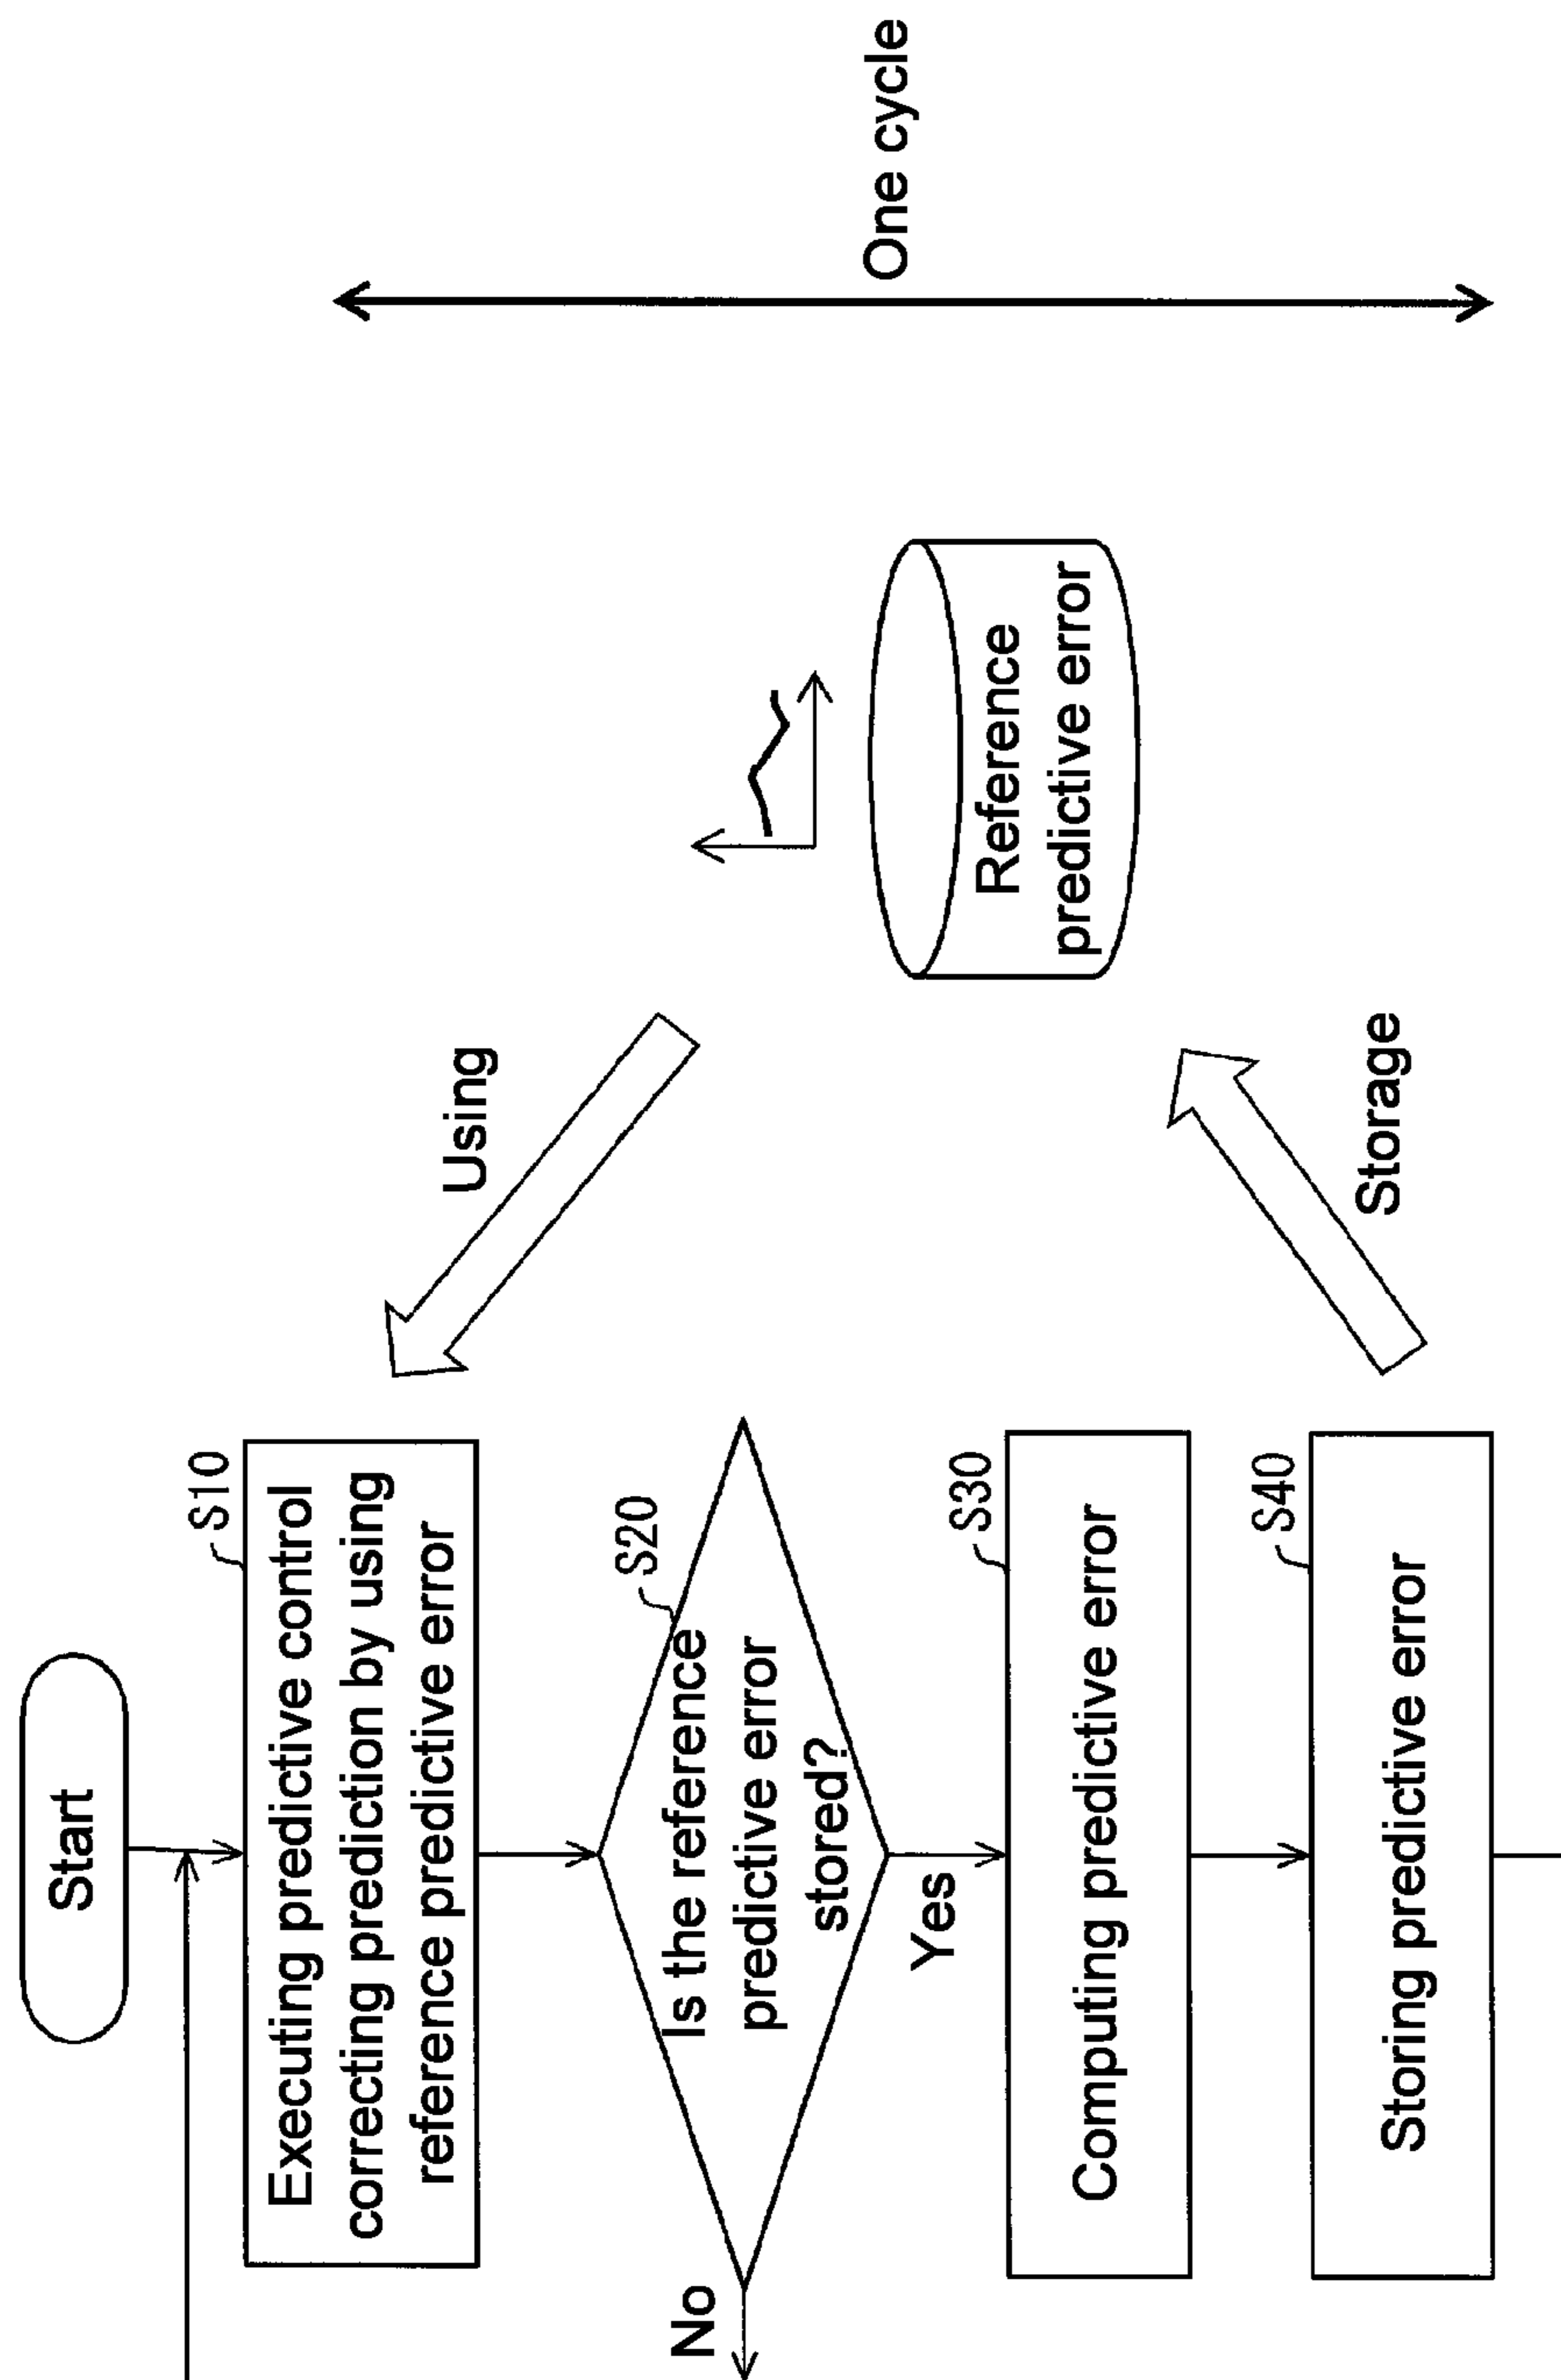 Start
S10
Executing predictive control
correcting prediction by using
reference predictive error
S20
Is the reference
predictive error
stored?
No
Yes
S30
Computing predictive error
S40
Storing predictive error
Using
Reference
predictive error
Storage
One cycle